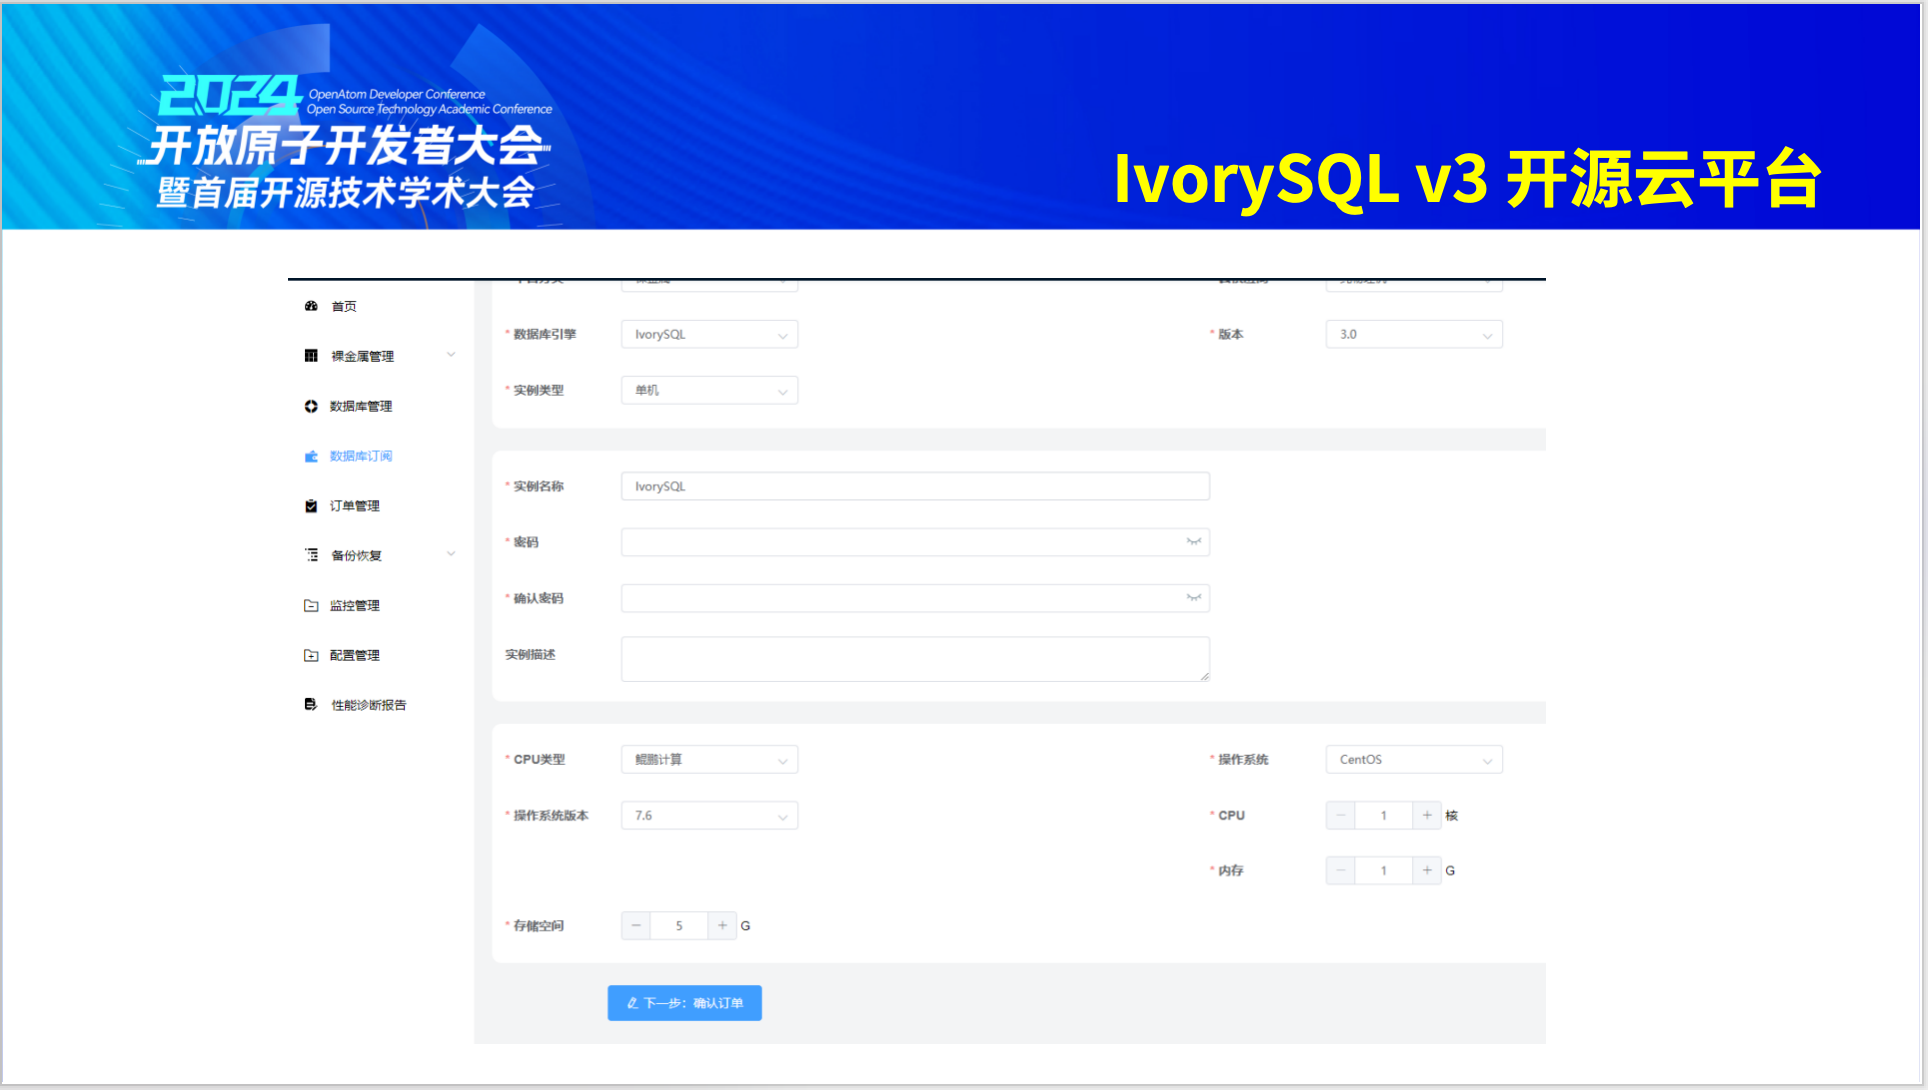 2024
OpenAtom Developer Conference
Open Source Technology Academic Conference
开放原子开发者大会
暨首届开源技术学术大会
IvorySQL v3 开源云平台
首页
裸金属管理
数据库管理
数据库订阅
订单管理
备份恢复
监控管理
配置管理
性能诊断报告
* 数据库引擎 IvorySQL
* 版本 3.0
* 实例类型 单机
* 实例名称 IvorySQL
* 密码
* 确认密码
实例描述
* CPU类型 鲲鹏计算
* 操作系统 CentOS
* 操作系统版本 7.6
* CPU − 1 + 核
* 内存 − 1 + G
* 存储空间 − 5 + G
下一步：确认订单